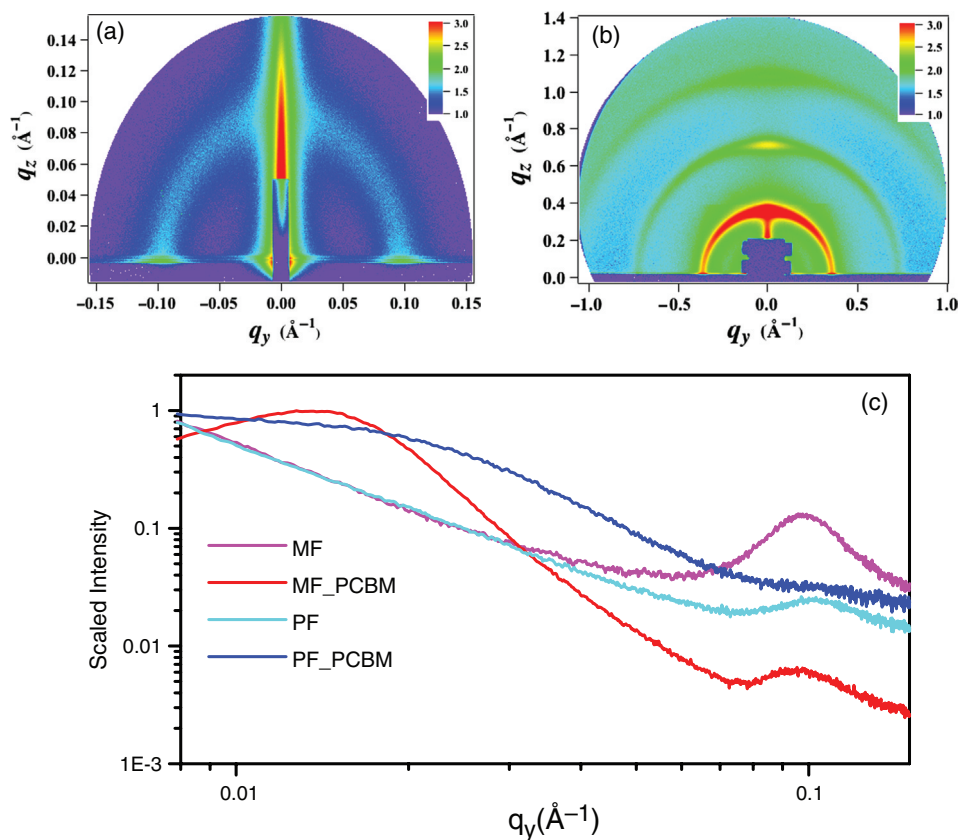 (a)
3.0
2.5
2.0
1.5
1.0
0.14
0.12
0.10
0.08
0.06
0.04
0.02
0.00
qz (Å−1)
−0.15 −0.10 −0.05 0.00 0.05 0.10 0.15
qy (Å−1)
(b)
3.0
2.5
2.0
1.5
1.0
1.4
1.2
1.0
0.8
0.6
0.4
0.2
0.0
qz (Å−1)
−1.0 −0.5 0.0 0.5 1.0
qy (Å−1)
(c)
1
0.1
0.01
1E-3
Scaled Intensity
MF
MF_PCBM
PF
PF_PCBM
0.01 0.1
qy(Å−1)